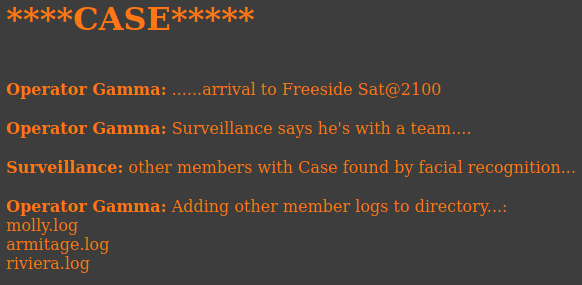 ****CASE*****
Operator Gamma: ......arrival to Freeside Sat@2100
Operator Gamma: Surveillance says he's with a team....
Surveillance: other members with Case found by facial recognition...
Operator Gamma: Adding other member logs to directory...:
molly.log
armitage.log
riviera.log